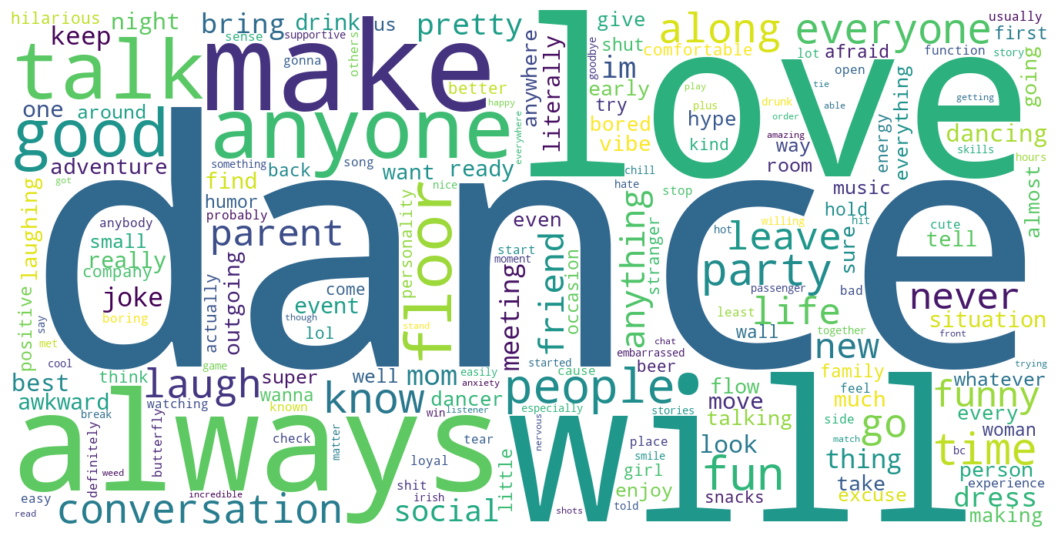 hilarious
night
bring
drink
us
pretty
give
along
everyone
usually
first
keep
sense
supportive
gonna
others
goodbye
shut
comfortable
lot
afraid
function
story
talk
make
love
im
open
going
one
around
better
happy
anywhere
literally
early
try
play
plus
drunk
tie
able
getting
good
anyone
everywhere
bored
hype
order
amazing
energy
everything
dancing
skills
adventure
something
back
song
want
ready
vibe
kind
way
room
hours
positive
laughing
got
find
nice
chill
hate
stop
music
almost
anybody
humor
probably
floor
personality
even
willing
hold
hit
small
really
company
parent
dance
start
moment
friend
occasion
anything
stranger
hot
leave
sure
cute
tell
joke
actually
outgoing
come
event
meeting
party
passenger
bad
never
boring
say
met
though
lol
stand
least
life
wall
together
situation
front
cool
game
started
chat
embarrassed
beer
new
trying
best
think
laugh
super
well
mom
easily
anxiety
cause
people
family
feel
whatever
awkward
watching
wanna
know
dancer
flow
much
funny
break
butterfly
known
win
listener
especially
stories
move
talking
side
go
every
woman
always
will
definitely
check
matter
tear
nervous
place
smile
look
match
bc
time
weed
loyal
little
girl
fun
thing
person
experience
easy
incredible
shit
irish
enjoy
snacks
take
dress
read
conversation
social
shots
told
excuse
making